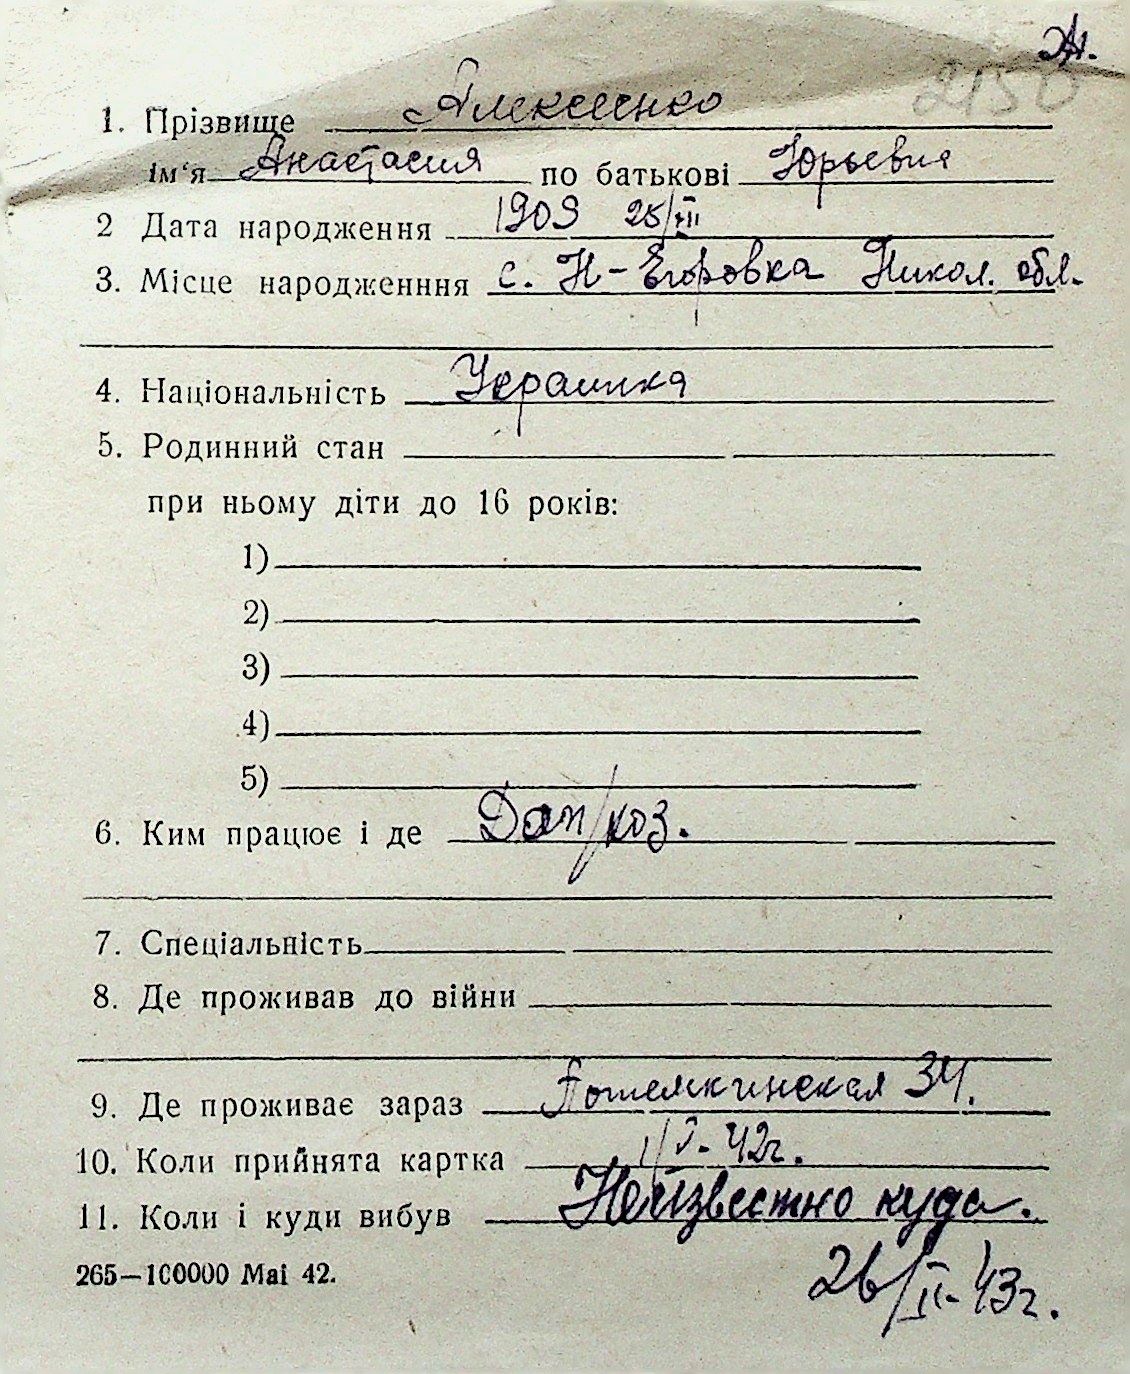 Ж.
2150
1. Прізвище Алексеенко
ім'я Анастасия по батькові Юрьевна
2 Дата народження 1909 25/XII
3. Місце народженння с. Н-Егоровка Никол. обл.
4. Національність Украинка
5. Родинний стан
при ньому діти до 16 років:
1)
2)
3)
4)
5)
6. Ким працює і де Дом/хоз.
7. Спеціальність
8. Де проживав до війни
9. Де проживає зараз Потемкинская 34.
10. Коли прийнята картка 1/V-42г.
11. Коли і куди вибув Неизвестно куда.
265—100000 Mai 42.
26/II-43г.